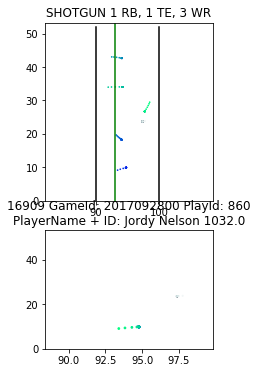 SHOTGUN 1 RB, 1 TE, 3 WR
50
40
30
20
10
0
90 100
16909 GameId: 2017092800 PlayId: 860
PlayerName + ID: Jordy Nelson 1032.0
40
20
0
90.0 92.5 95.0 97.5